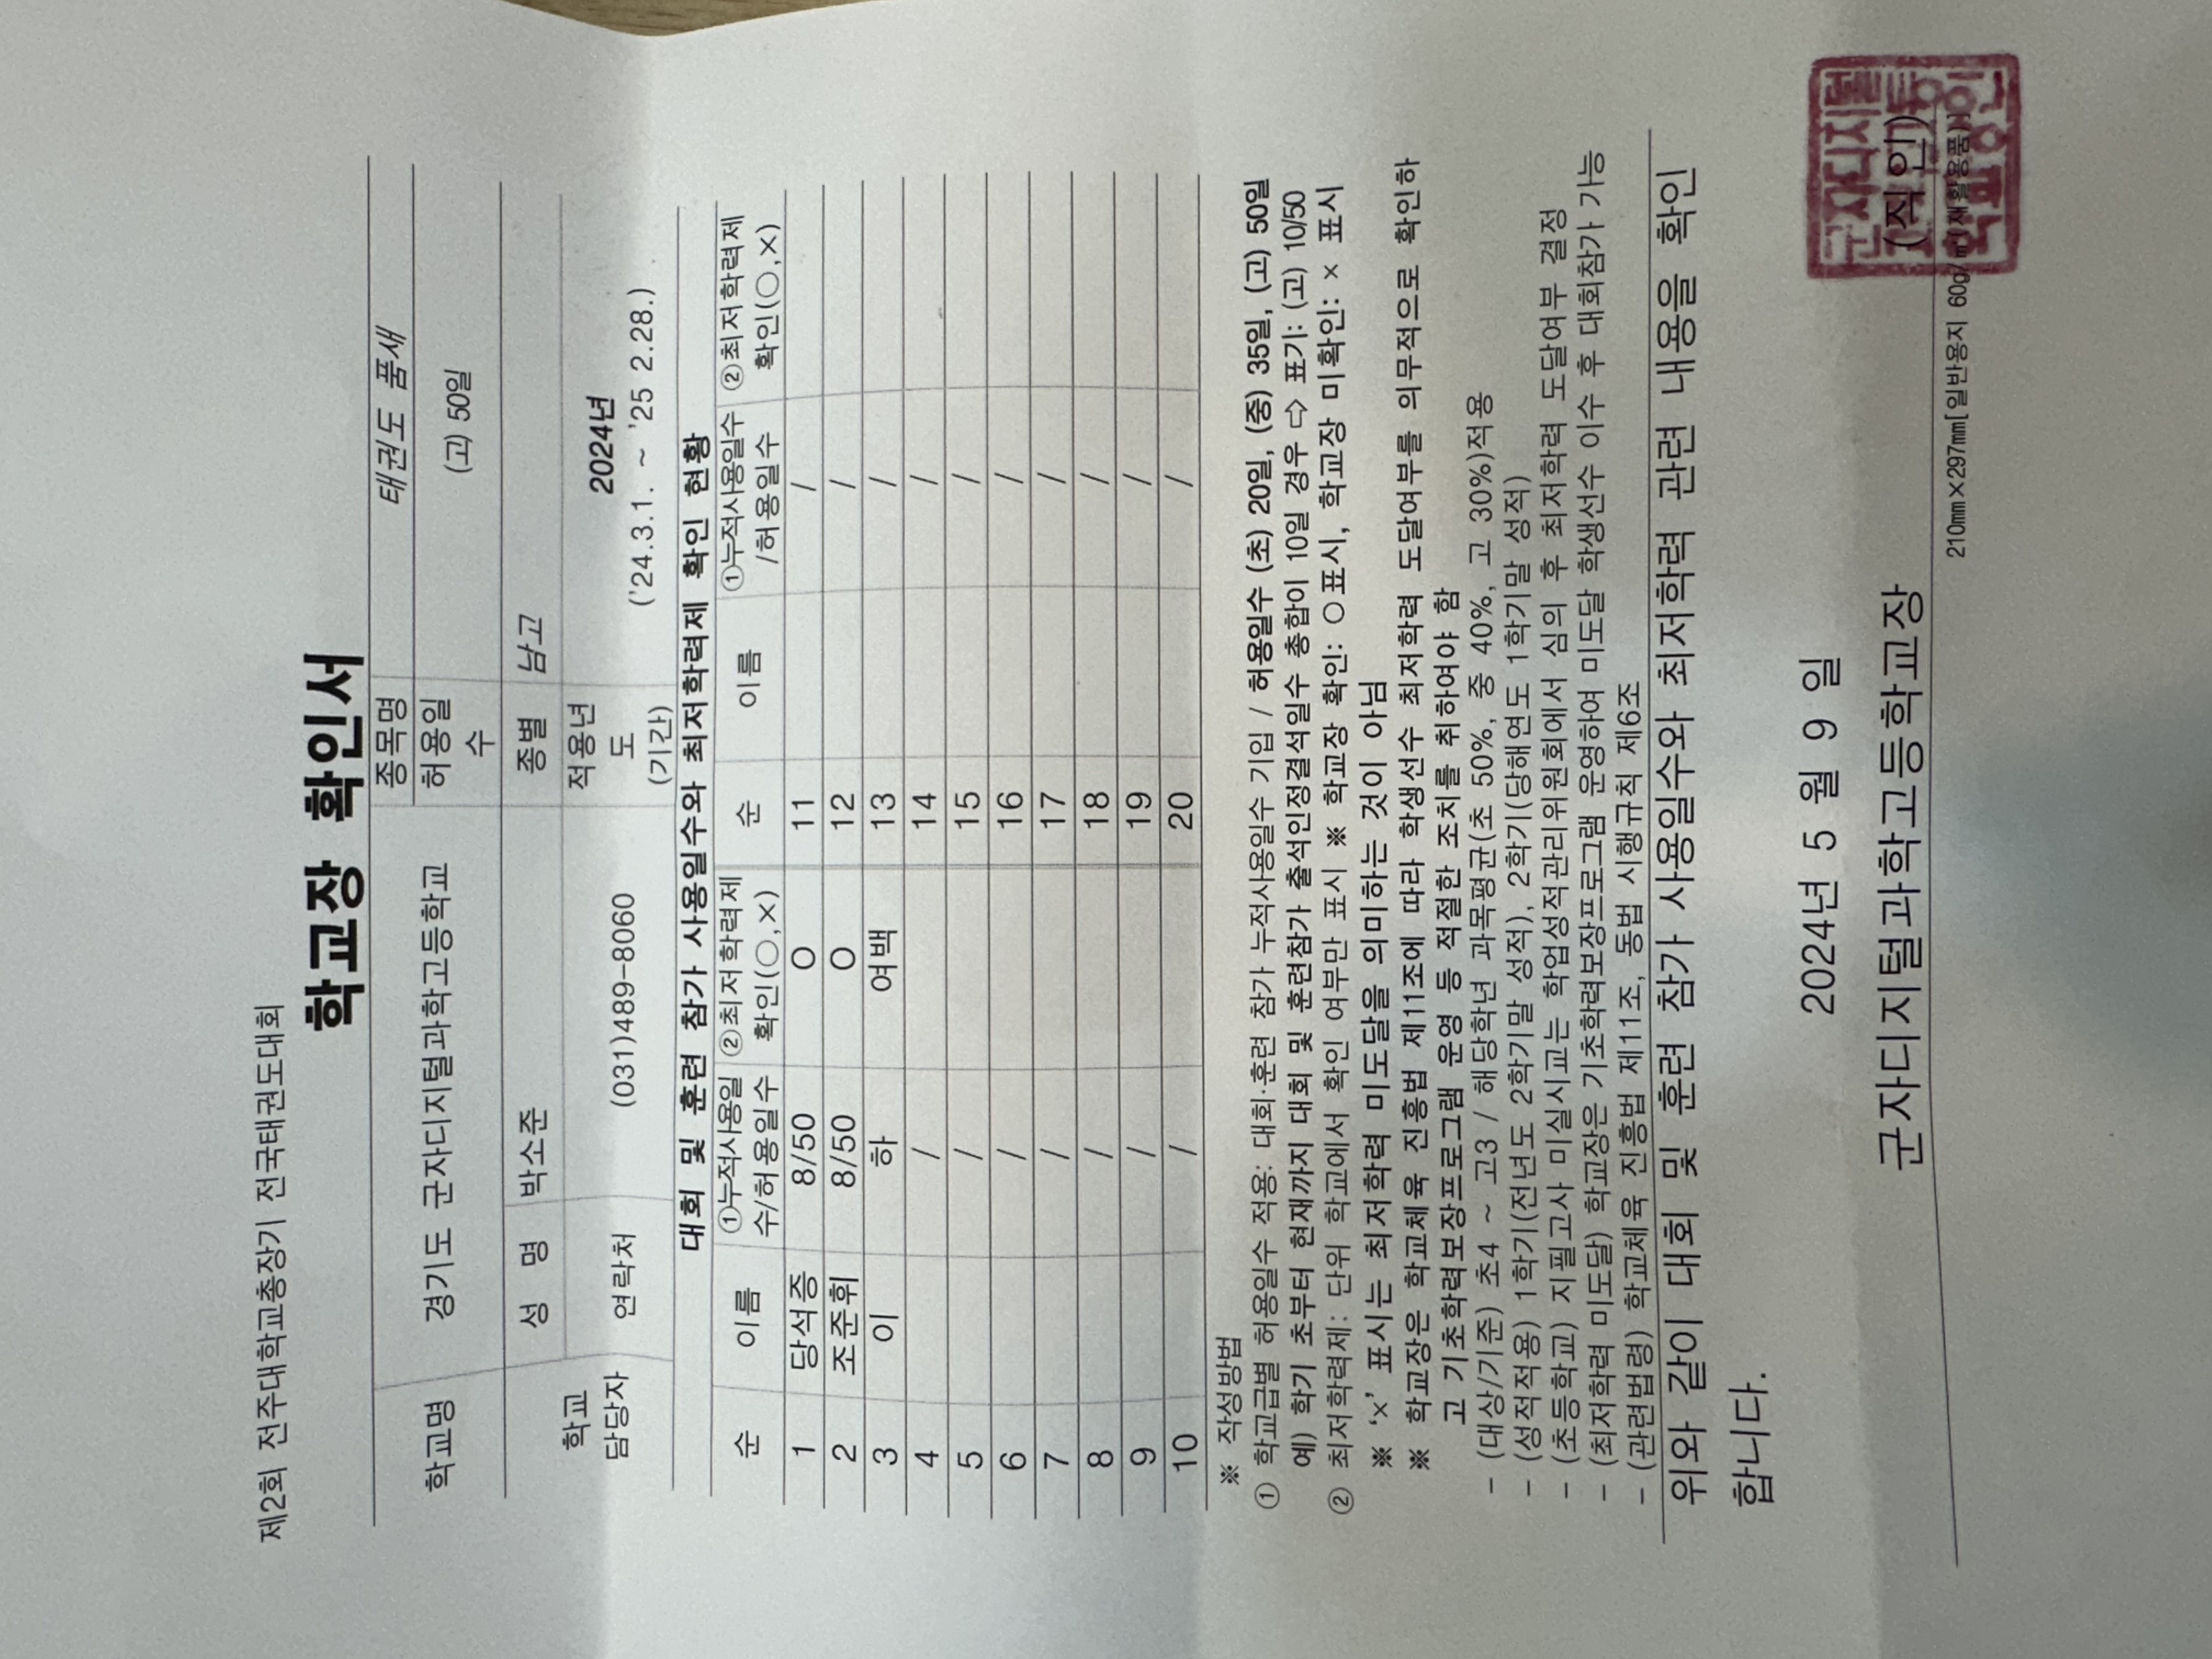 제2회 전주대학교총장기 전국태권도대회
학교장 확인서
학교명 경기도 군자디지털과학고등학교 종목명 태권도 품새
허용일수 (고) 50일
학교 담당자 성 명 박소준 종별 남고
연락처 (031)489-8060 적용년도 (기간) 2024년
('24.3.1. ~ '25 2.28.)
대회 및 훈련 참가 사용일수와 최저학력제 확인 현황
순 이름 ①누적사용일수/허용일수 ②최저학력제 확인(○,×) 순 이름 ①누적사용일수/허용일수 ②최저학력제 확인(○,×)
1 당석증 8/50 O 11 /
2 조준휘 8/50 O 12 /
3 이 하 여백 13 /
4 / 14 /
5 / 15 /
6 / 16 /
7 / 17 /
8 / 18 /
9 / 19 /
10 / 20 /
※ 작성방법
① 학교급별 허용일수 적용: 대회·훈련 참가 누적사용일수 기입 / 허용일수 (초) 20일, (중) 35일, (고) 50일
예) 학기 초부터 현재까지 대회 및 훈련참가 출석인정결석일수 총합이 10일 경우 ⇨ 표기: (고) 10/50
② 최저학력제: 단위 학교에서 확인 여부만 표시 ※ 학교장 확인: ○표시, 학교장 미확인: × 표시
※ '×' 표시는 최저학력 미도달을 의미하는 것이 아님
※ 학교장은 학교체육 진흥법 제11조에 따라 학생선수 최저학력 도달여부를 의무적으로 확인하
고 기초학력보장프로그램 운영 등 적절한 조치를 취하여야 함
- (대상/기준) 초4 ~ 고3 / 해당학년 과목평균(초 50%, 중 40%, 고 30%)적용
- (성적적용) 1학기(전년도 2학기말 성적), 2학기(당해연도 1학기말 성적)
- (초등학교) 지필고사 미실시교는 학업성적관리위원회에서 심의 후 최저학력 도달여부 결정
- (최저학력 미도달) 학교장은 기초학력보장프로그램 운영하여 미도달 학생선수 이수 후 대회참가 가능
- (관련법령) 학교체육 진흥법 제11조, 동법 시행규칙 제6조
위와 같이 대회 및 훈련 참가 사용일수와 최저학력 관련 내용을 확인
합니다.
2024년 5 월 9 일
군자디지털과학고등학교장 (직인)
군자디지털
과학고등
학교장인
210㎜×297㎜[일반용지 60g/㎡(재활용품)]